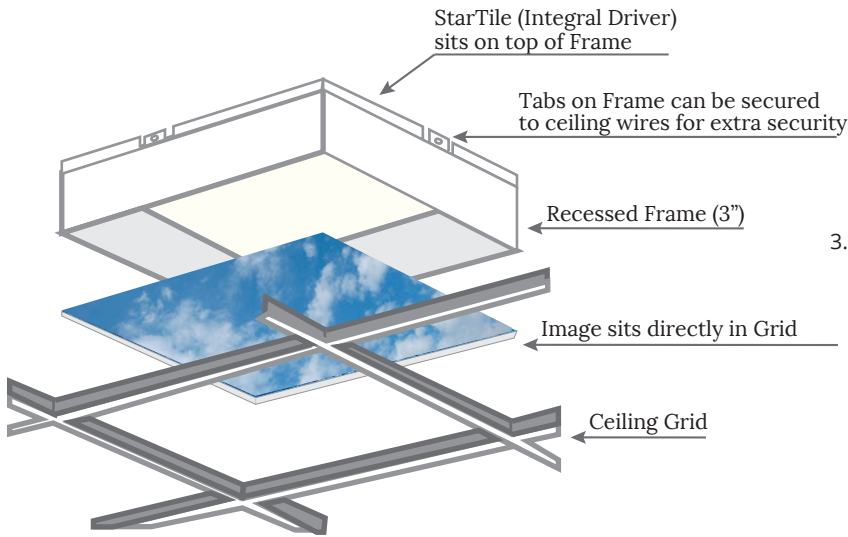 StarTile (Integral Driver)
sits on top of Frame
Tabs on Frame can be secured
to ceiling wires for extra security
Recessed Frame (3”)
3.
Image sits directly in Grid
Ceiling Grid